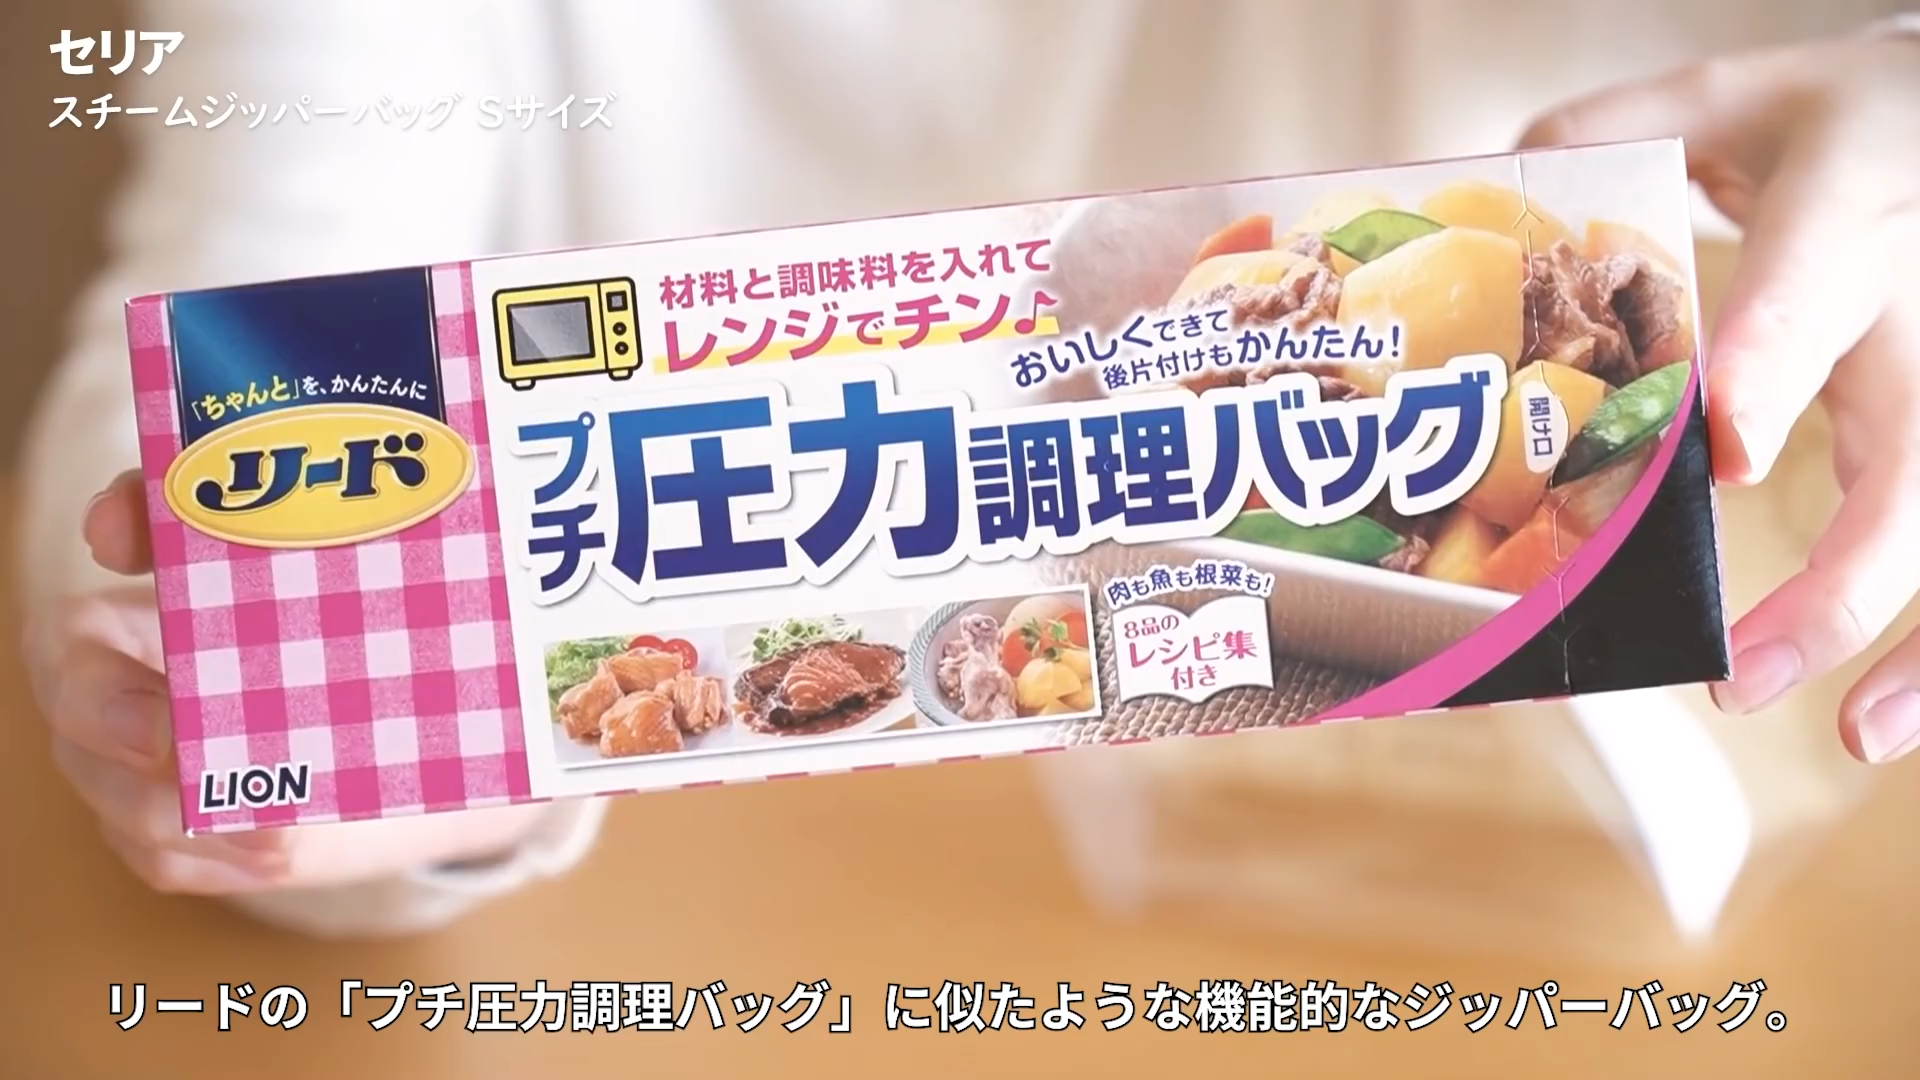 セリア
スチームジッパーバッグ Sサイズ
「ちゃんと」を、かんたんに
リード
LION
材料と調味料を入れて
レンジでチン♪
おいしくできて
後片付けもかんたん!
プチ圧力調理バッグ
開け口
肉も魚も根菜も!
8品の
レシピ集
付き
リードの「プチ圧力調理バッグ」に似たような機能的なジッパーバッグ。